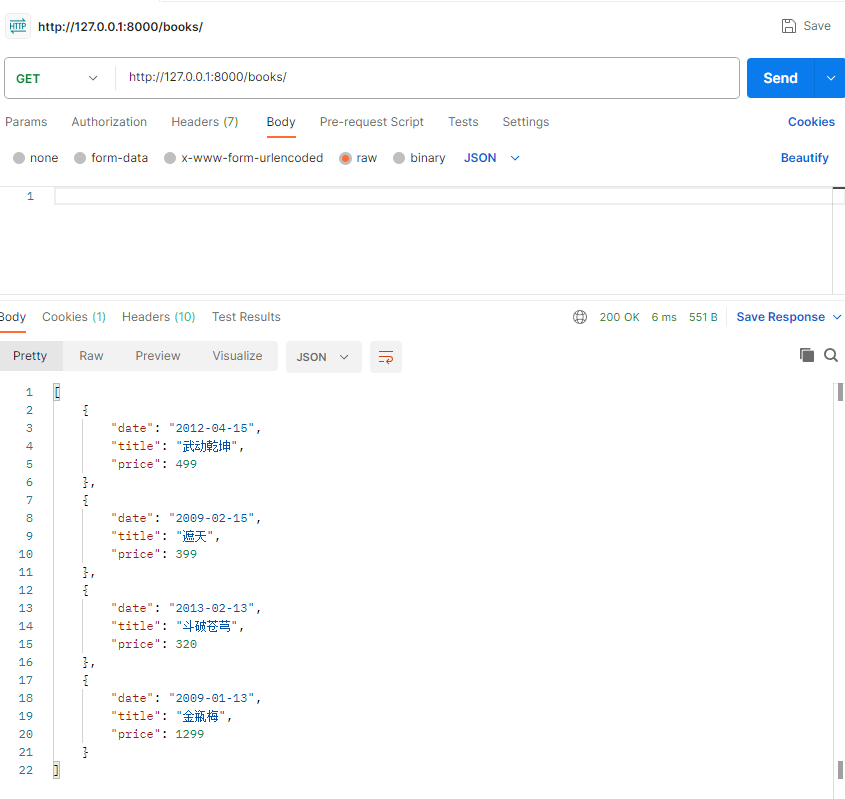 HTTP http://127.0.0.1:8000/books/ Save
GET http://127.0.0.1:8000/books/ Send
Params Authorization Headers (7) Body Pre-request Script Tests Settings Cookies
none form-data x-www-form-urlencoded raw binary JSON Beautify
1
Body Cookies (1) Headers (10) Test Results 200 OK 6 ms 551 B Save Response
Pretty Raw Preview Visualize JSON
1 [
2 {
3 "date": "2012-04-15",
4 "title": "武动乾坤",
5 "price": 499
6 },
7 {
8 "date": "2009-02-15",
9 "title": "遮天",
10 "price": 399
11 },
12 {
13 "date": "2013-02-13",
14 "title": "斗破苍芎",
15 "price": 320
16 },
17 {
18 "date": "2009-01-13",
19 "title": "金瓶梅",
20 "price": 1299
21 }
22 ]